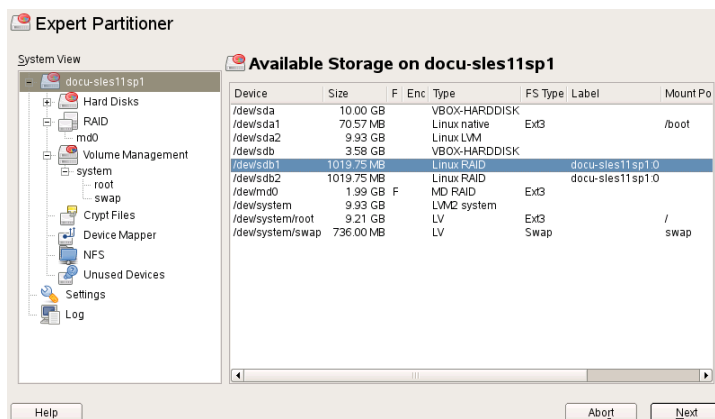 Expert Partitioner
System View
docu-sles11sp1
Hard Disks
RAID
md0
Volume Management
system
root
swap
Crypt Files
Device Mapper
NFS
Unused Devices
Settings
Log
Available Storage on docu-sles11sp1
Device Size F Enc Type FS Type Label Mount Po
/dev/sda 10.00 GB VBOX-HARDDISK
/dev/sda1 70.57 MB Linux native Ext3 /boot
/dev/sda2 9.93 GB Linux LVM
/dev/sdb 3.58 GB VBOX-HARDDISK
/dev/sdb1 1019.75 MB Linux RAID docu-sles11sp1:0
/dev/sdb2 1019.75 MB Linux RAID docu-sles11sp1:0
/dev/md0 1.99 GB F MD RAID Ext3
/dev/system 9.93 GB LVM2 system
/dev/system/root 9.21 GB LV Ext3 /
/dev/system/swap 736.00 MB LV Swap swap
Help Abort Next